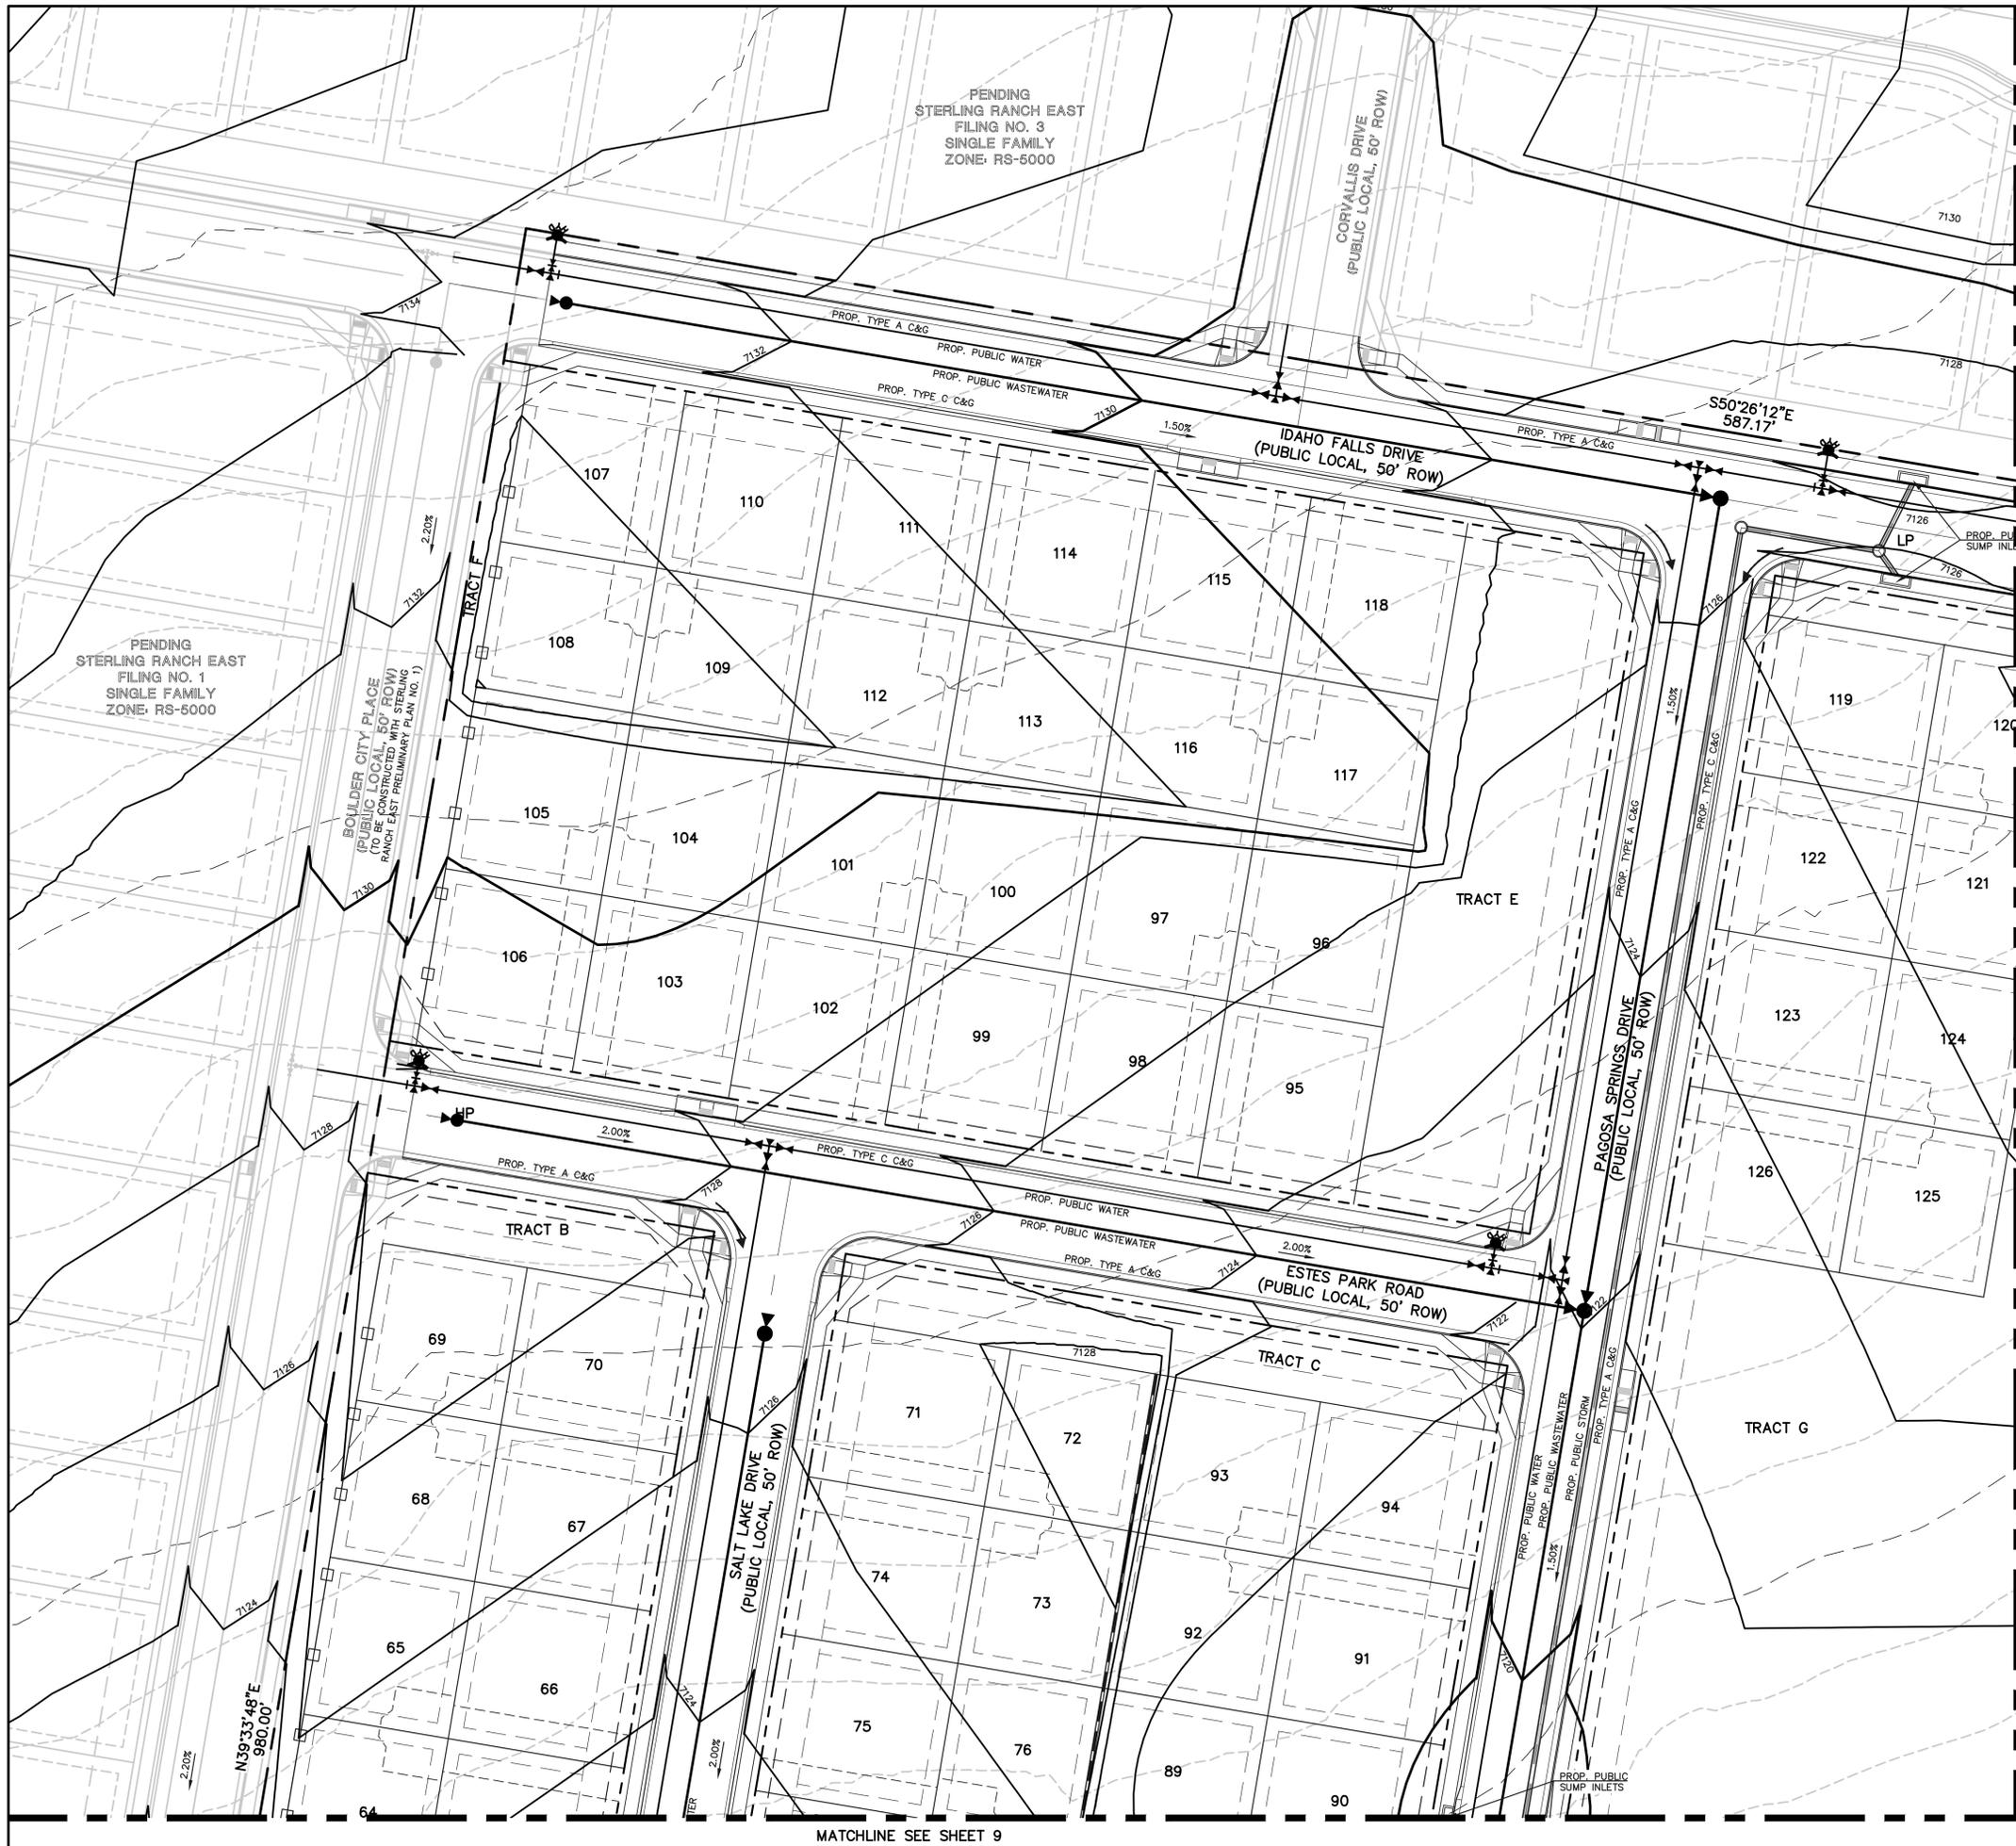 PENDING
STERLING RANCH EAST
FILING NO. 3
SINGLE FAMILY
ZONE: RS-5000
CORVALLIS DRIVE
(PUBLIC LOCAL, 50' ROW)
7130
7134
PROP. TYPE A C&G
7132
PROP. PUBLIC WATER
PROP. PUBLIC WASTEWATER
PROP. TYPE C C&G
7130
1.50%
IDAHO FALLS DRIVE
(PUBLIC LOCAL, 50' ROW)
7128
S50°26'12"E
587.17'
PROP. TYPE A C&G
7126
LP
PROP. PU
SUMP INL
7126
7126
107
110
111
114
115
118
2.20%
TRACT F
7132
108
109
112
113
116
117
PENDING
STERLING RANCH EAST
FILING NO. 1
SINGLE FAMILY
ZONE: RS-5000
BOULDER CITY PLACE
(PUBLIC LOCAL, 50' ROW)
(TO BE CONSTRUCTED WITH STERLING
RANCH EAST PRELIMINARY PLAN NO. 1)
1.50%
PROP. TYPE C C&G
PROP. TYPE A C&G
119
120
105
104
101
100
97
96
TRACT E
122
121
7130
7124
106
103
102
99
98
95
PAGOSA SPRINGS DRIVE
(PUBLIC LOCAL, 50' ROW)
123
124
126
125
7128
HP
2.00%
PROP. TYPE A C&G
PROP. TYPE C C&G
7128
PROP. PUBLIC WATER
7126
PROP. PUBLIC WASTEWATER
2.00%
PROP. TYPE A C&G
7124
ESTES PARK ROAD
(PUBLIC LOCAL, 50' ROW)
7122
TRACT B
TRACT C
7128
69
70
71
72
7126
7126
SALT LAKE DRIVE
(PUBLIC LOCAL, 50' ROW)
93
94
PROP. PUBLIC WATER
PROP. PUBLIC WASTEWATER
PROP. PUBLIC STORM
PROP. TYPE A C&G
1.50%
TRACT G
68
67
74
73
92
91
7124
65
66
7124
7120
N39°33'48"E
980.00'
2.20%
2.00%
75
76
89
90
64
PROP. PUBLIC
SUMP INLETS
MATCHLINE SEE SHEET 9